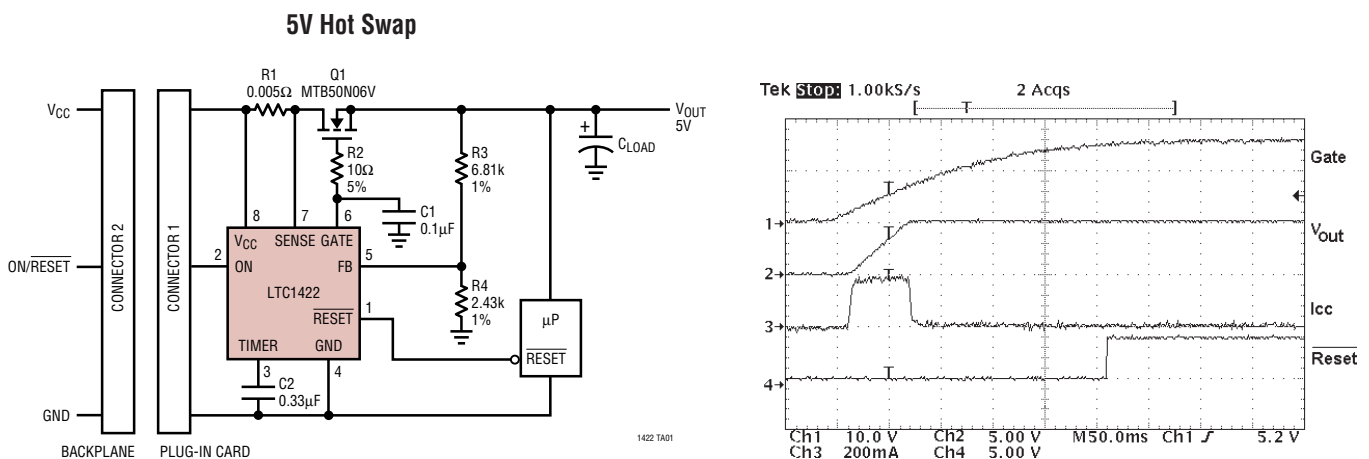 5V Hot Swap
R1
0.005Ω
Q1
MTB50N06V
VCC
VOUT
5V
+
CLOAD
R2
10Ω
5%
R3
6.81k
1%
C1
0.1µF
8
7
6
VCC
SENSE
GATE
ON/RESET
CONNECTOR 2
CONNECTOR 1
2
ON
FB
5
LTC1422
R4
2.43k
1%
RESET
1
µP
RESET
TIMER
GND
3
4
C2
0.33µF
GND
BACKPLANE
PLUG-IN CARD
1422 TA01
Tek Stop: 1.00kS/s 2 Acqs
T
Gate
T
1
Vout
T
2
T
Icc
3
Reset
T
4
Ch1 10.0 V Ch2 5.00 V M50.0ms Ch1 ʃ 5.2 V
Ch3 200mA Ch4 5.00 V